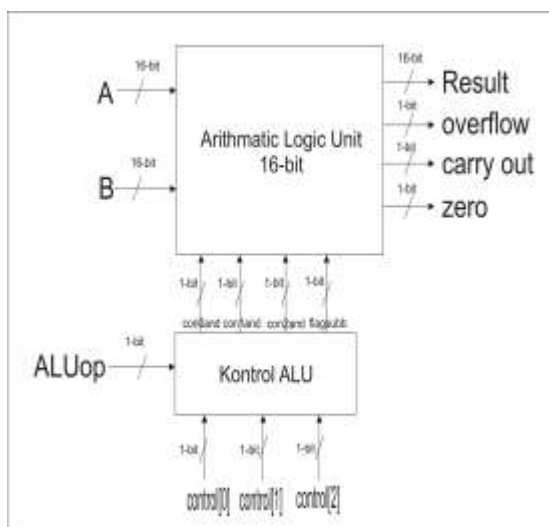 16-bit
A
16-bit
B
Arithmatic Logic Unit
16-bit
16-bit
Result
1-bit
overflow
1-bit
carry out
1-bit
zero
1-bit 1-bit 1-bit 1-bit
flagsubb
ALUop
1-bit
Kontrol ALU
1-bit 1-bit 1-bit
control[0] control[1] control[2]